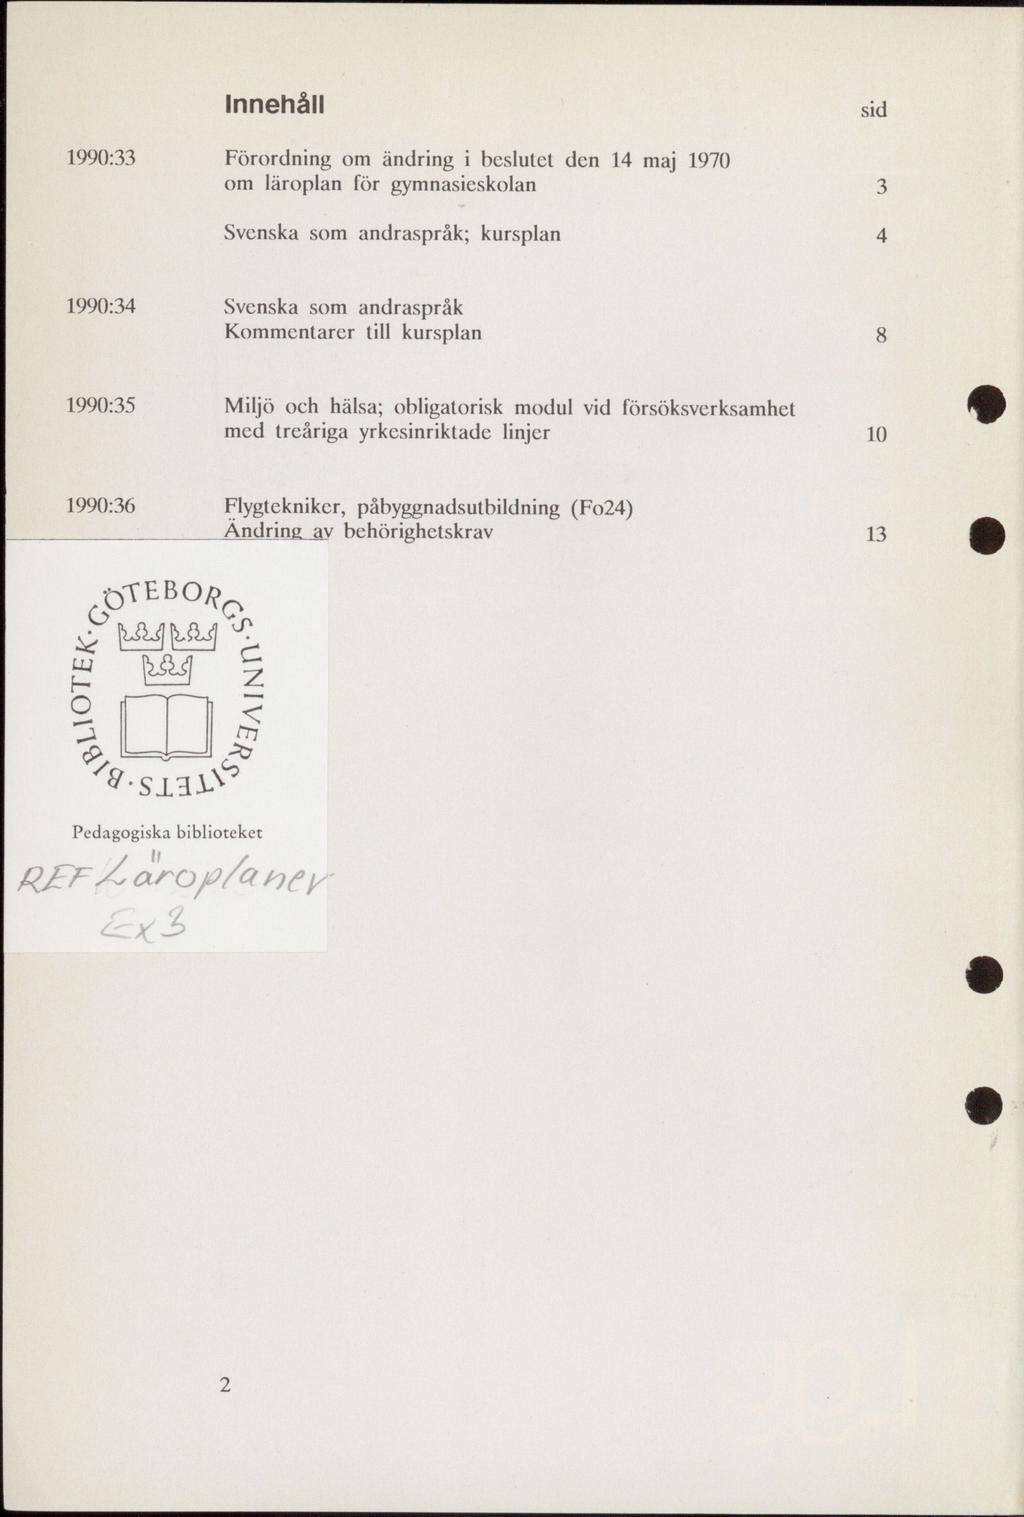 Innehåll sid
1990:33 Förordning om ändring i beslutet den 14 maj 1970
om läroplan för gymnasieskolan 3
Svenska som andraspråk; kursplan 4
1990:34 Svenska som andraspråk
Kommentarer till kursplan 8
1990:35 Miljö och hälsa; obligatorisk modul vid försöksverksamhet
med treåriga yrkesinriktade linjer 10
1990:36 Flygtekniker, påbyggnadsutbildning (Fo24)
Ändring av behörighetskrav 13
GÖTEBORGS·UNIVERSITETS·BIBLIOTEK·
Pedagogiska biblioteket
REF Läroplaner
Ex 3
2